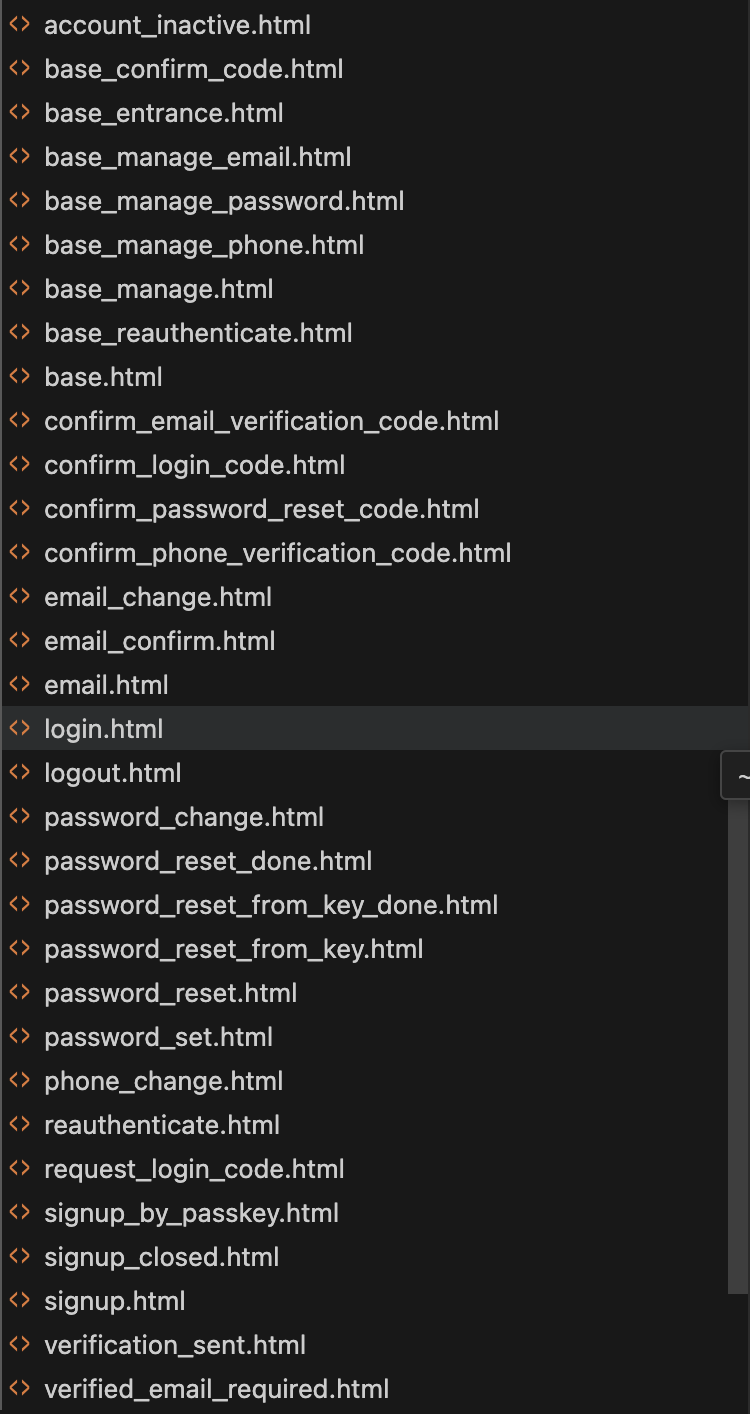 account_inactive.html
base_confirm_code.html
base_entrance.html
base_manage_email.html
base_manage_password.html
base_manage_phone.html
base_manage.html
base_reauthenticate.html
base.html
confirm_email_verification_code.html
confirm_login_code.html
confirm_password_reset_code.html
confirm_phone_verification_code.html
email_change.html
email_confirm.html
email.html
login.html
logout.html
~
password_change.html
password_reset_done.html
password_reset_from_key_done.html
password_reset_from_key.html
password_reset.html
password_set.html
phone_change.html
reauthenticate.html
request_login_code.html
signup_by_passkey.html
signup_closed.html
signup.html
verification_sent.html
verified_email_required.html